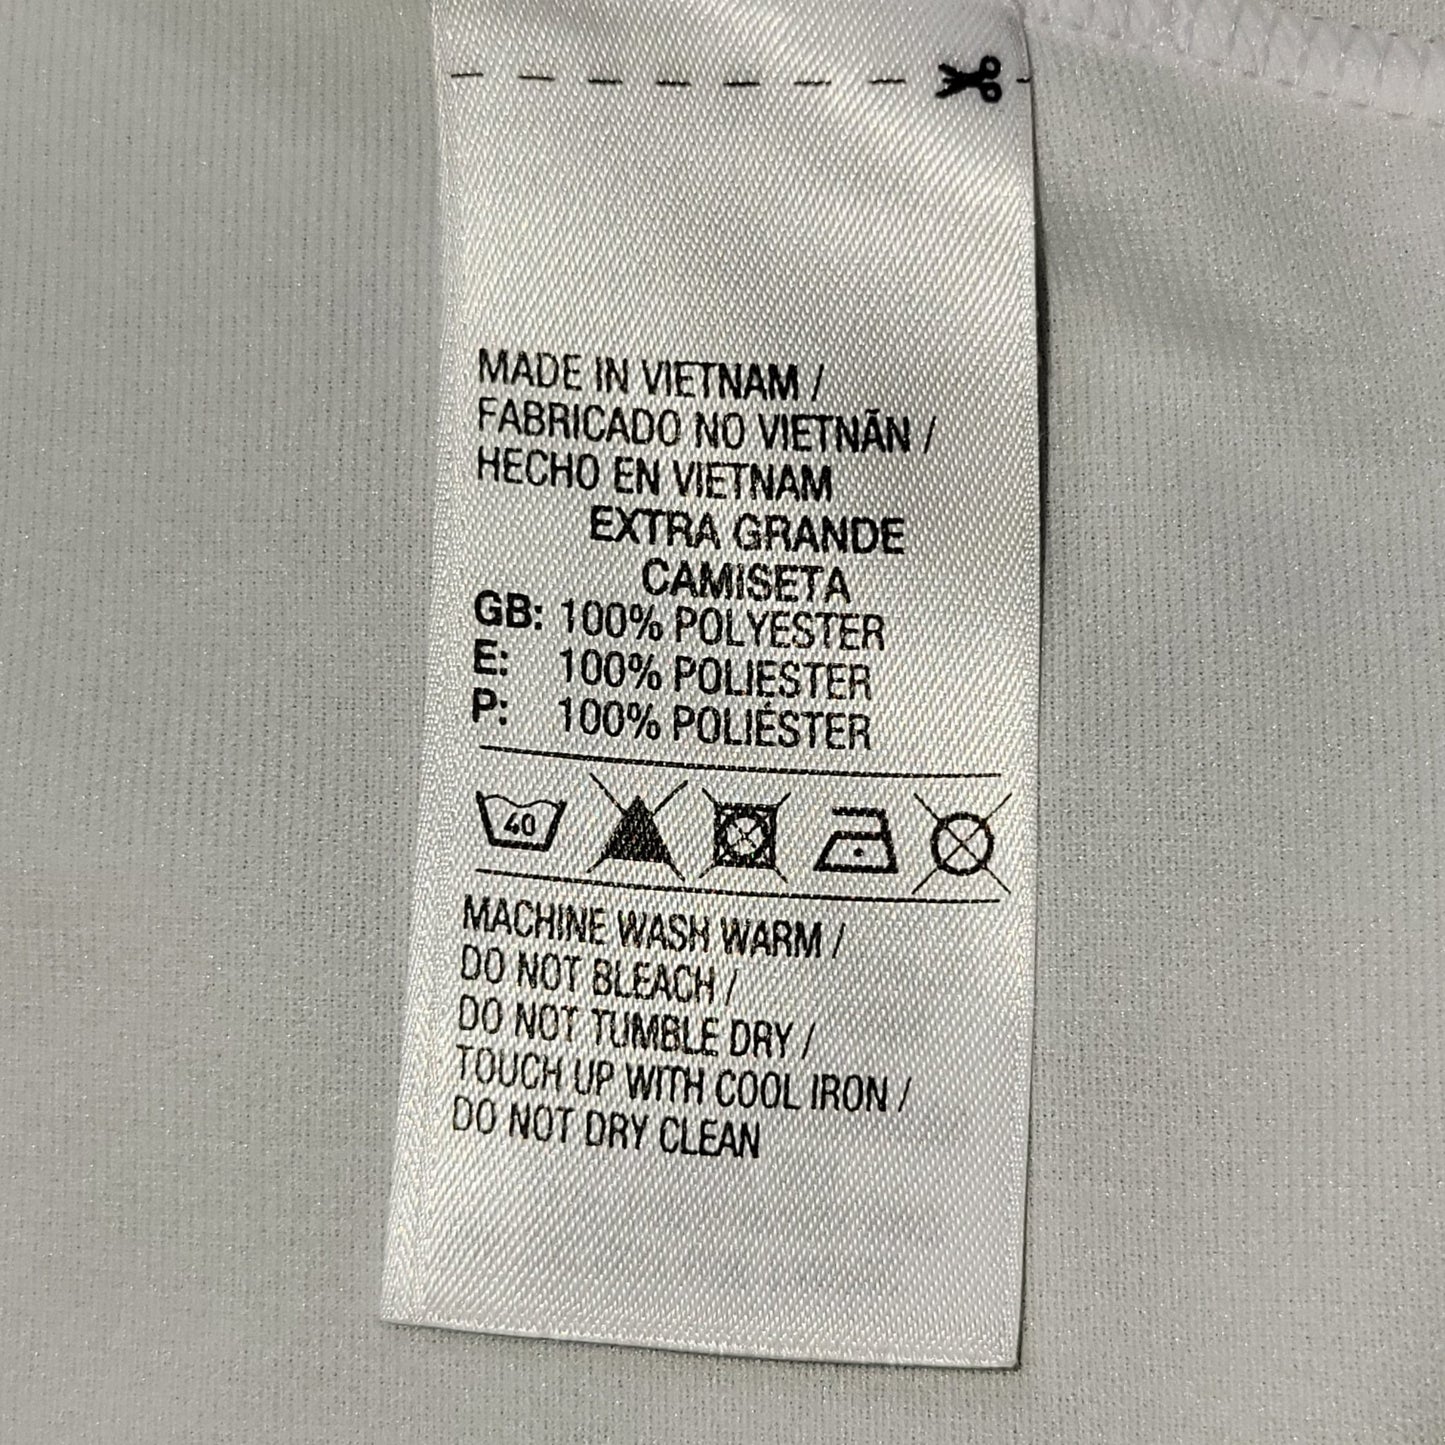 MADE IN VIETNAM /
FABRICADO NO VIETNÃN /
HECHO EN VIETNAM
EXTRA GRANDE
CAMISETA
GB: 100% POLYESTER
E: 100% POLIESTER
P: 100% POLIÉSTER
40
MACHINE WASH WARM /
DO NOT BLEACH /
DO NOT TUMBLE DRY /
TOUCH UP WITH COOL IRON /
DO NOT DRY CLEAN